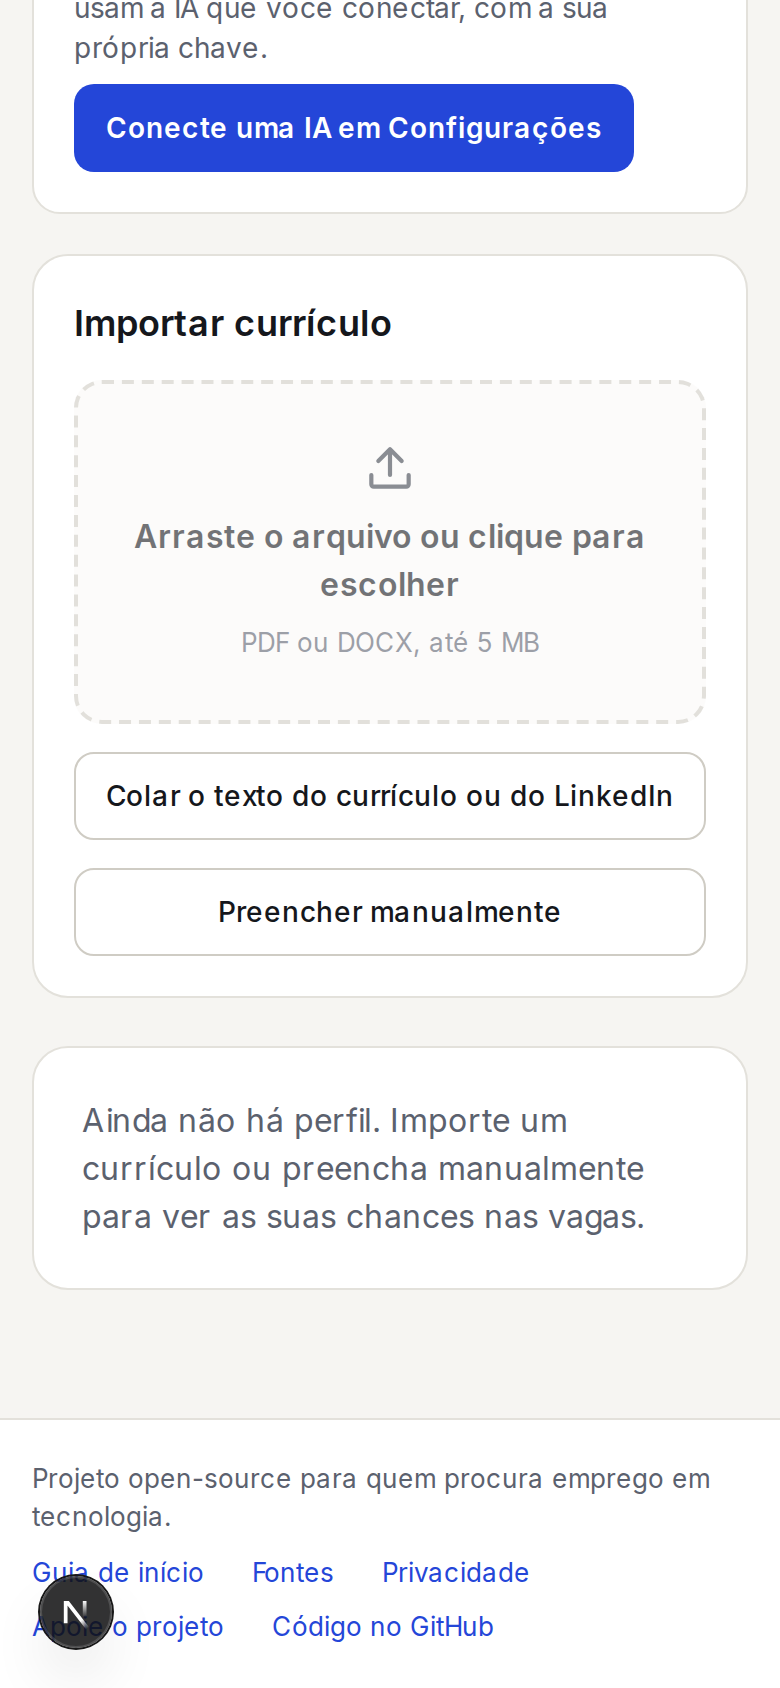 usam a IA que você conectar, com a sua
própria chave.
Conecte uma IA em Configurações
Importar currículo
Arraste o arquivo ou clique para
escolher
PDF ou DOCX, até 5 MB
Colar o texto do currículo ou do LinkedIn
Preencher manualmente
Ainda não há perfil. Importe um
currículo ou preencha manualmente
para ver as suas chances nas vagas.
Projeto open-source para quem procura emprego em
tecnologia.
Guia de início Fontes Privacidade
Apoie o projeto Código no GitHub
N